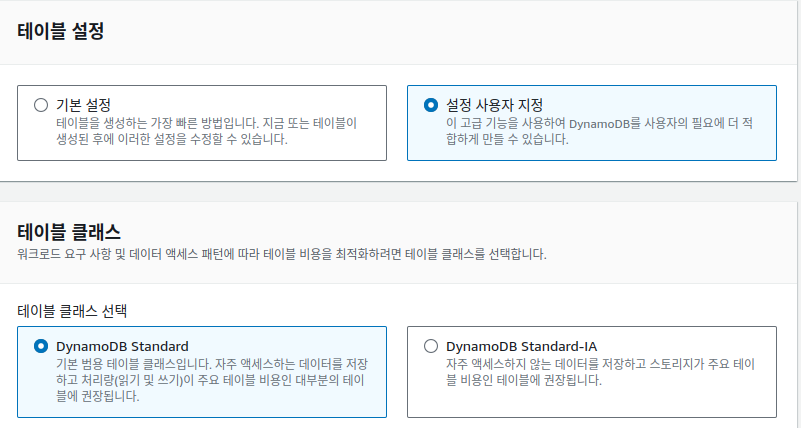 테이블 설정
기본 설정
테이블을 생성하는 가장 빠른 방법입니다. 지금 또는 테이블이
생성된 후에 이러한 설정을 수정할 수 있습니다.
설정 사용자 지정
이 고급 기능을 사용하여 DynamoDB를 사용자의 필요에 더 적
합하게 만들 수 있습니다.
테이블 클래스
워크로드 요구 사항 및 데이터 액세스 패턴에 따라 테이블 비용을 최적화하려면 테이블 클래스를 선택합니다.
테이블 클래스 선택
DynamoDB Standard
기본 범용 테이블 클래스입니다. 자주 액세스하는 데이터를 저장
하고 처리량(읽기 및 쓰기)이 주요 테이블 비용인 대부분의 테이
블에 권장됩니다.
DynamoDB Standard-IA
자주 액세스하지 않는 데이터를 저장하고 스토리지가 주요 테이
블 비용인 테이블에 권장됩니다.